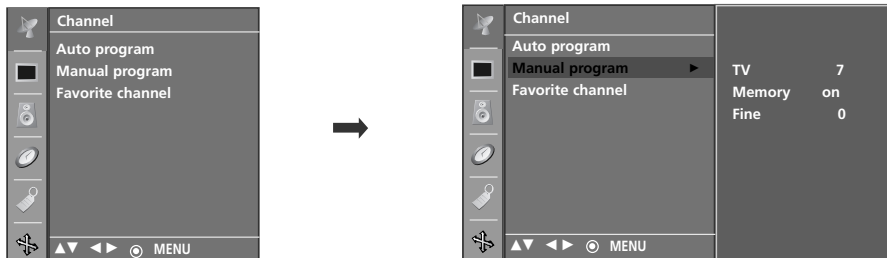 Channel
Auto program
Manual program
Favorite channel
▲▼ ◄► ◉ MENU
Channel
Auto program
Manual program ►
Favorite channel
▲▼ ◄► ◉ MENU
TV 7
Memory on
Fine 0